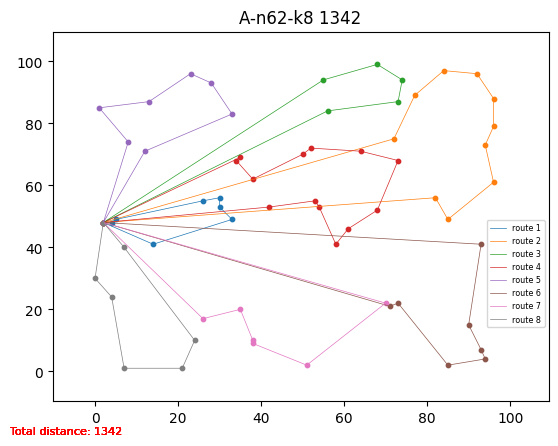 A-n62-k8 1342
100
80
60
40
20
0
route 1
route 2
route 3
route 4
route 5
route 6
route 7
route 8
0 20 40 60 80 100
Total distance: 1342